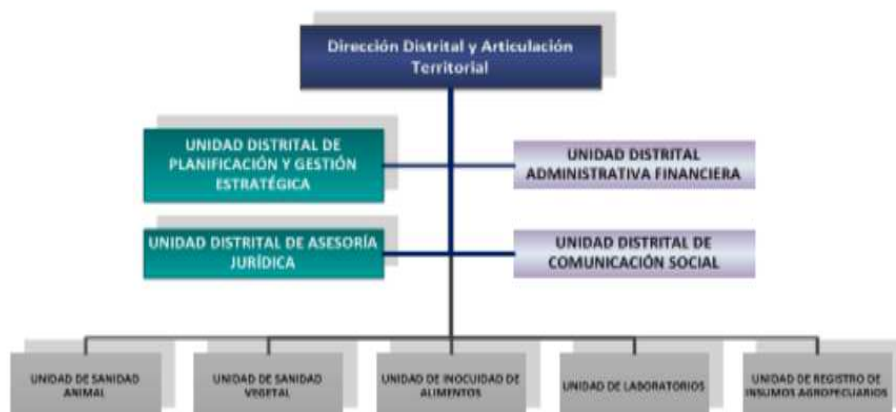 Dirección Distrital y Articulación
Territorial
UNIDAD DISTRITAL DE
PLANIFICACIÓN Y GESTIÓN
ESTRATÉGICA
UNIDAD DISTRITAL
ADMINISTRATIVA FINANCIERA
UNIDAD DISTRITAL DE ASESORÍA
JURÍDICA
UNIDAD DISTRITAL DE
COMUNICACIÓN SOCIAL
UNIDAD DE SANIDAD
ANIMAL
UNIDAD DE SANIDAD
VEGETAL
UNIDAD DE INOCUIDAD DE
ALIMENTOS
UNIDAD DE LABORATORIOS
UNIDAD DE REGISTRO DE
INSUMOS AGROPECUARIOS